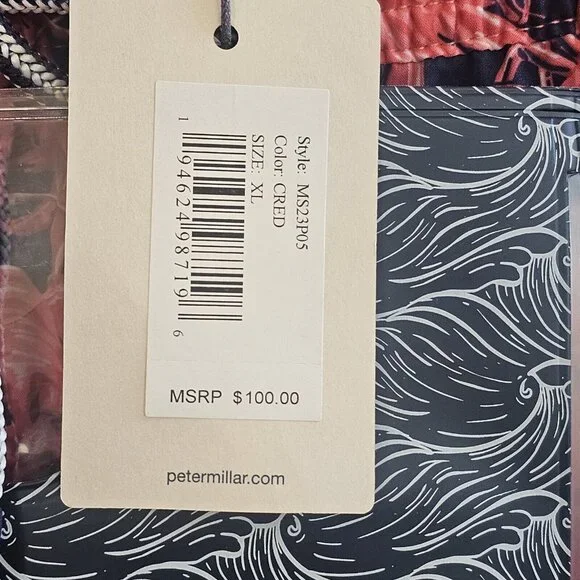 Style: MS23P05
Color: CRED
SIZE: XL
1 94624 98719 6
MSRP $100.00
petermillar.com